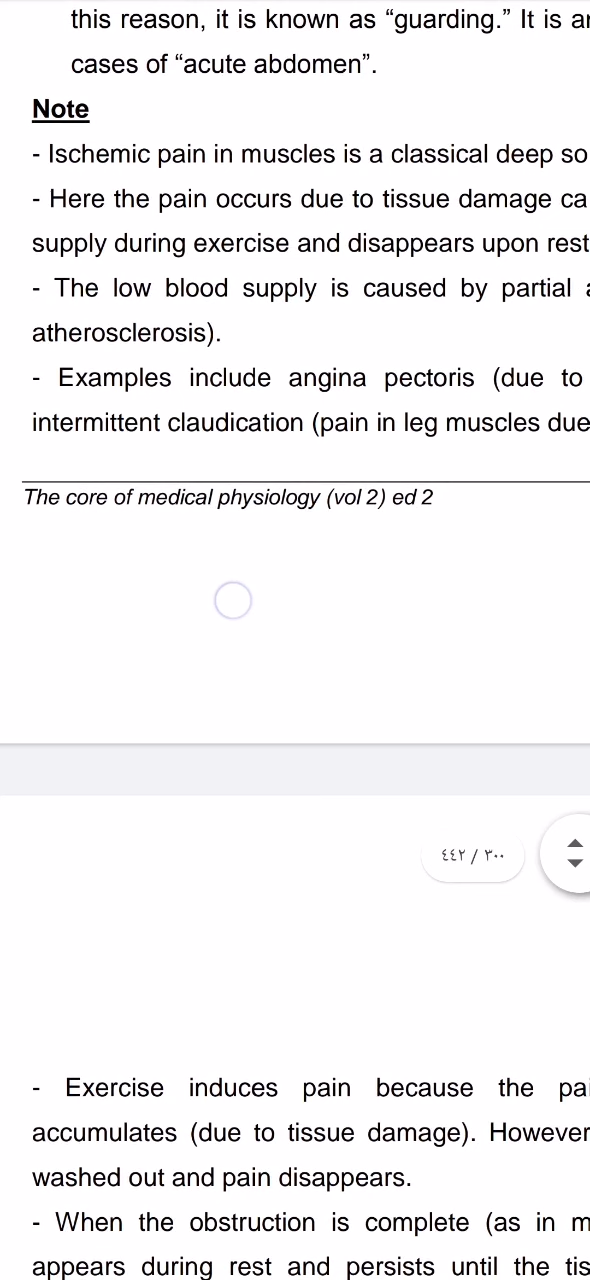 this reason, it is known as “guarding.” It is
cases of “acute abdomen”.
Note
- Ischemic pain in muscles is a classical deep so
- Here the pain occurs due to tissue damage ca
supply during exercise and disappears upon rest
- The low blood supply is caused by partial
atherosclerosis).
- Examples include angina pectoris (due to
intermittent claudication (pain in leg muscles due
The core of medical physiology (vol 2) ed 2
٤٤٢ / ٣٠٠
- Exercise induces pain because the pai
accumulates (due to tissue damage). However
washed out and pain disappears.
- When the obstruction is complete (as in m
appears during rest and persists until the tis